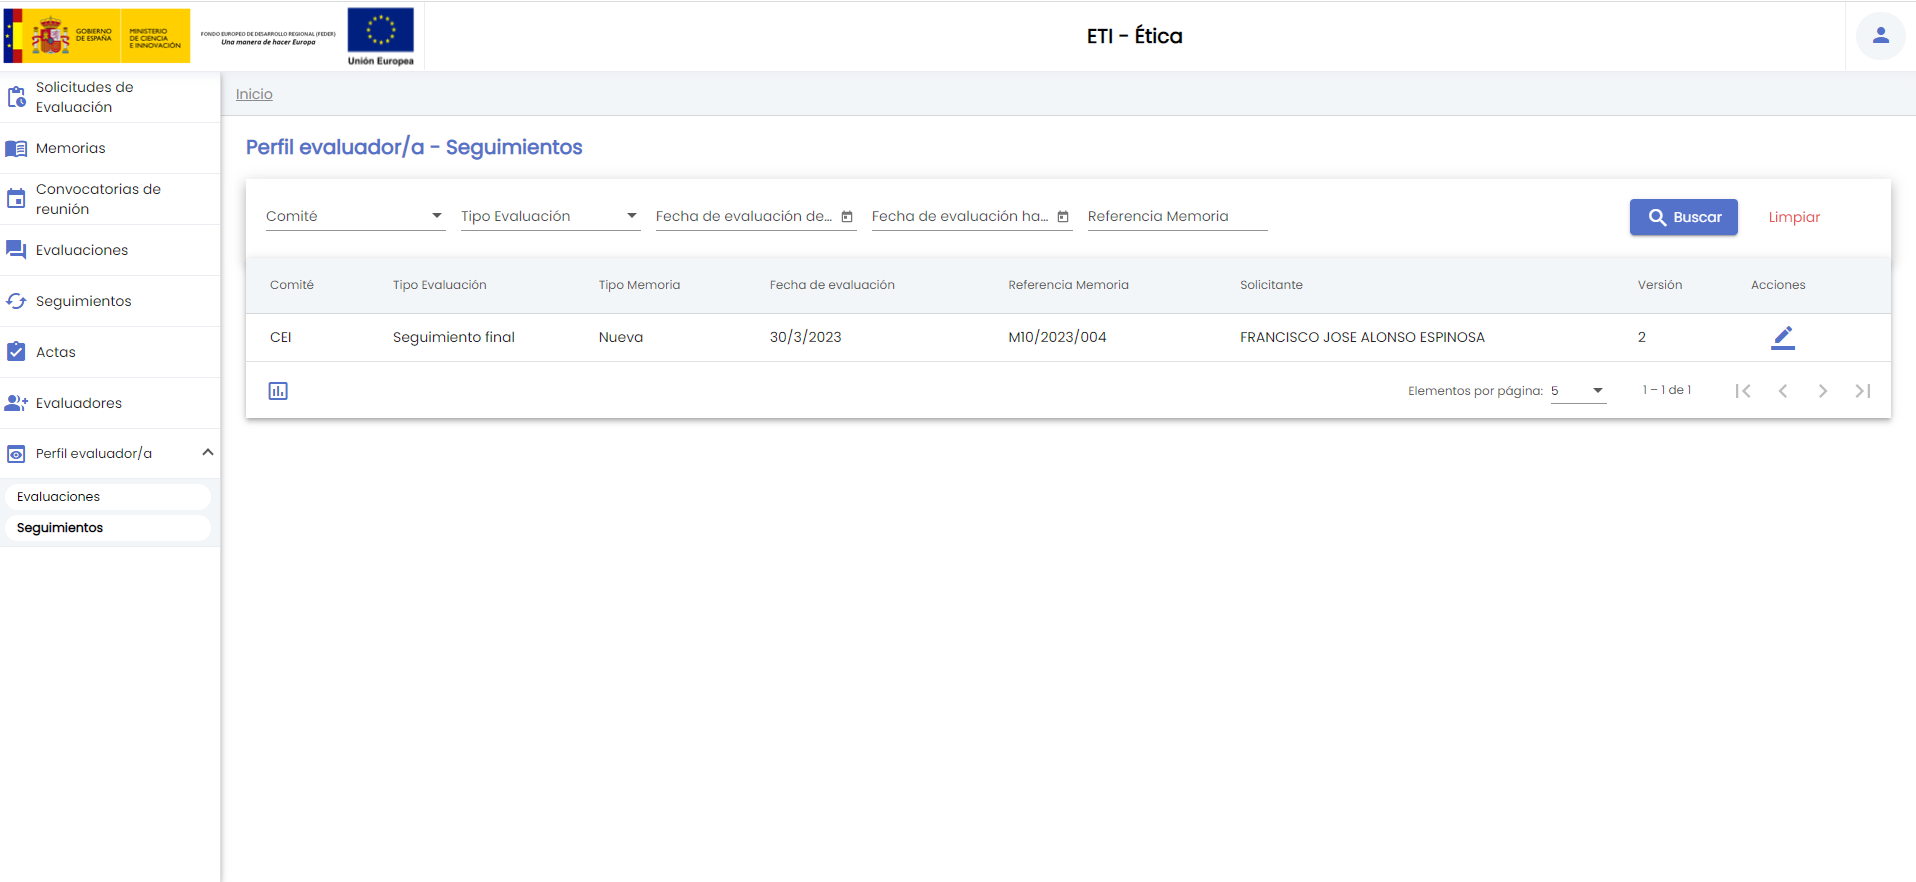 GOBIERNO
DE ESPAÑA
MINISTERIO
DE CIENCIA
E INNOVACIÓN
FONDO EUROPEO DE DESARROLLO REGIONAL (FEDER)
Una manera de hacer Europa
Unión Europea
ETI - Ética
Solicitudes de
Evaluación
Memorias
Convocatorias de
reunión
Evaluaciones
Seguimientos
Actas
Evaluadores
Perfil evaluador/a
Evaluaciones
Seguimientos
Inicio
Perfil evaluador/a - Seguimientos
Comité Tipo Evaluación Fecha de evaluación de... Fecha de evaluación ha... Referencia Memoria Buscar Limpiar
Comité Tipo Evaluación Tipo Memoria Fecha de evaluación Referencia Memoria Solicitante Versión Acciones
CEI Seguimiento final Nueva 30/3/2023 M10/2023/004 FRANCISCO JOSE ALONSO ESPINOSA 2
Elementos por página: 5 1 – 1 de 1